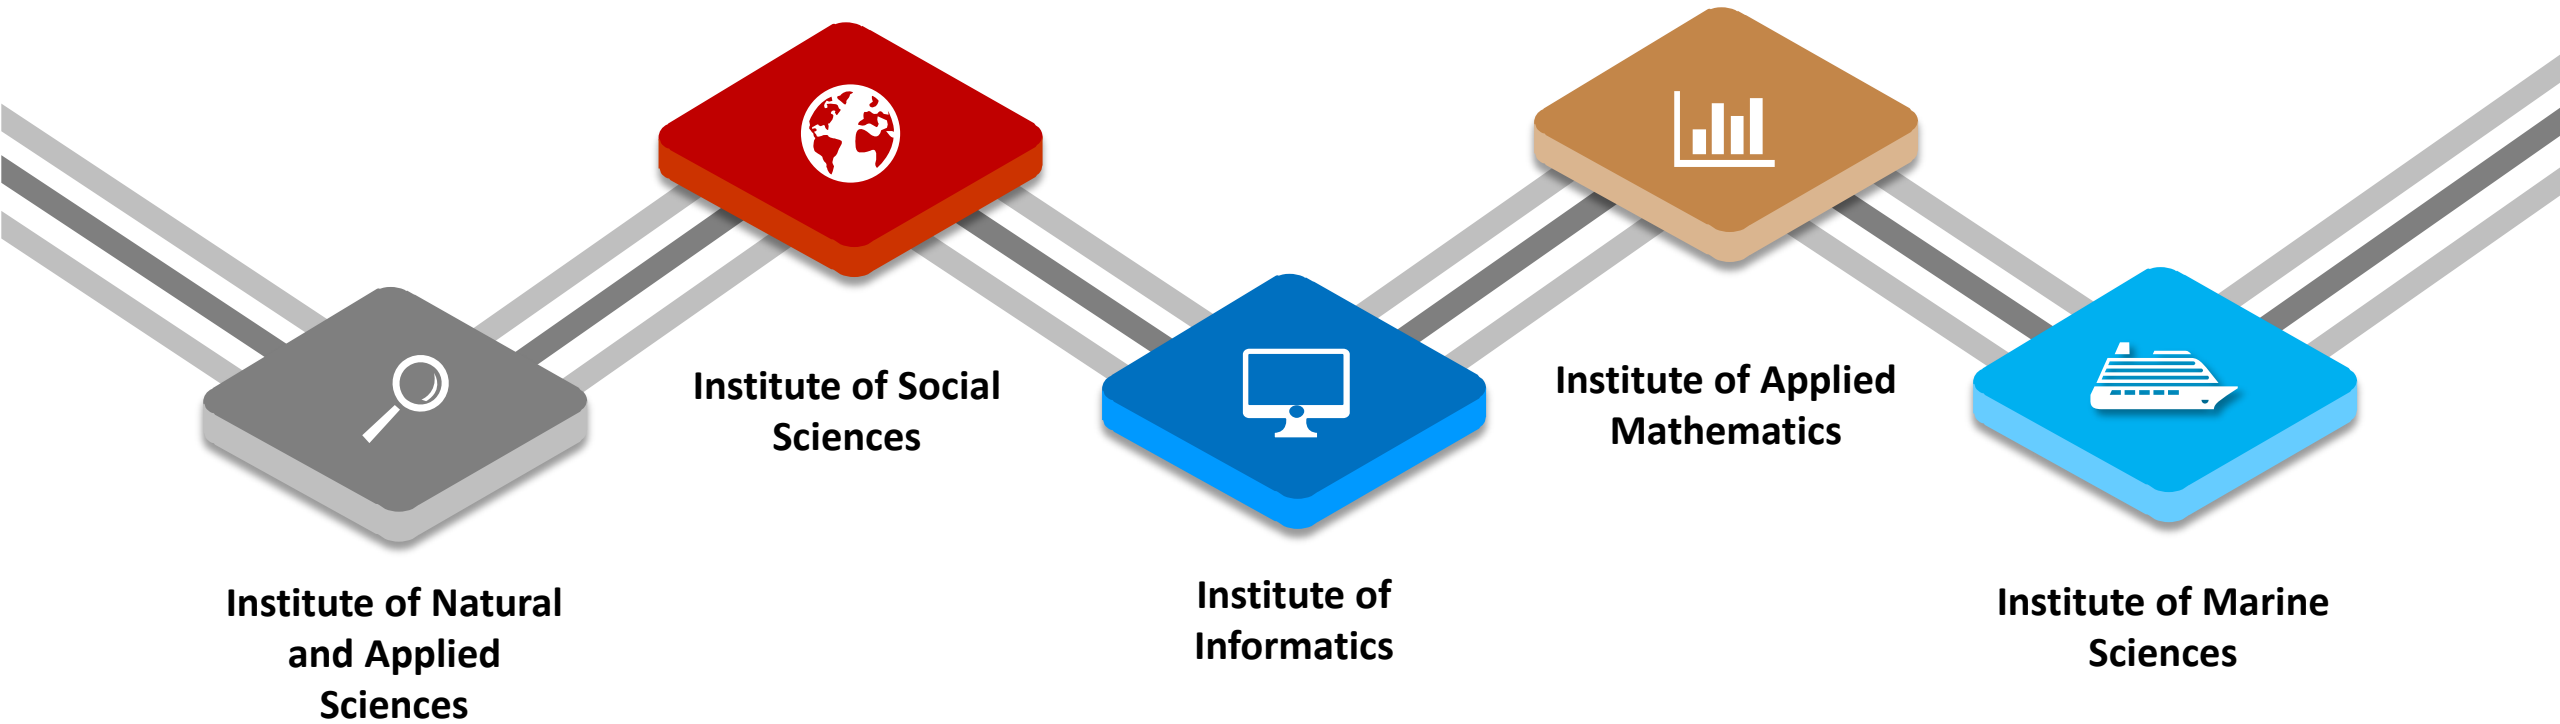 Institute of Natural
and Applied
Sciences
Institute of Social
Sciences
Institute of
Informatics
Institute of Applied
Mathematics
Institute of Marine
Sciences